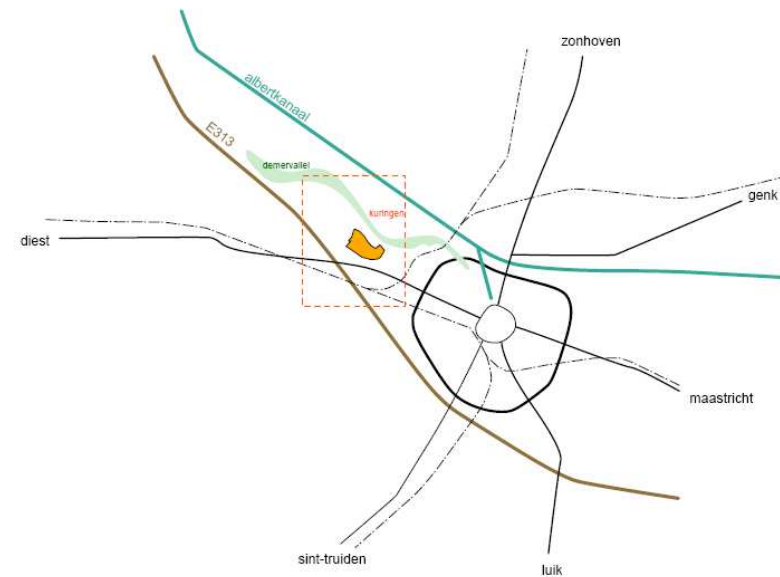 zonhoven
albertkanaal
E313
demervallei
genk
kuringen
diest
maastricht
sint-truiden
luik